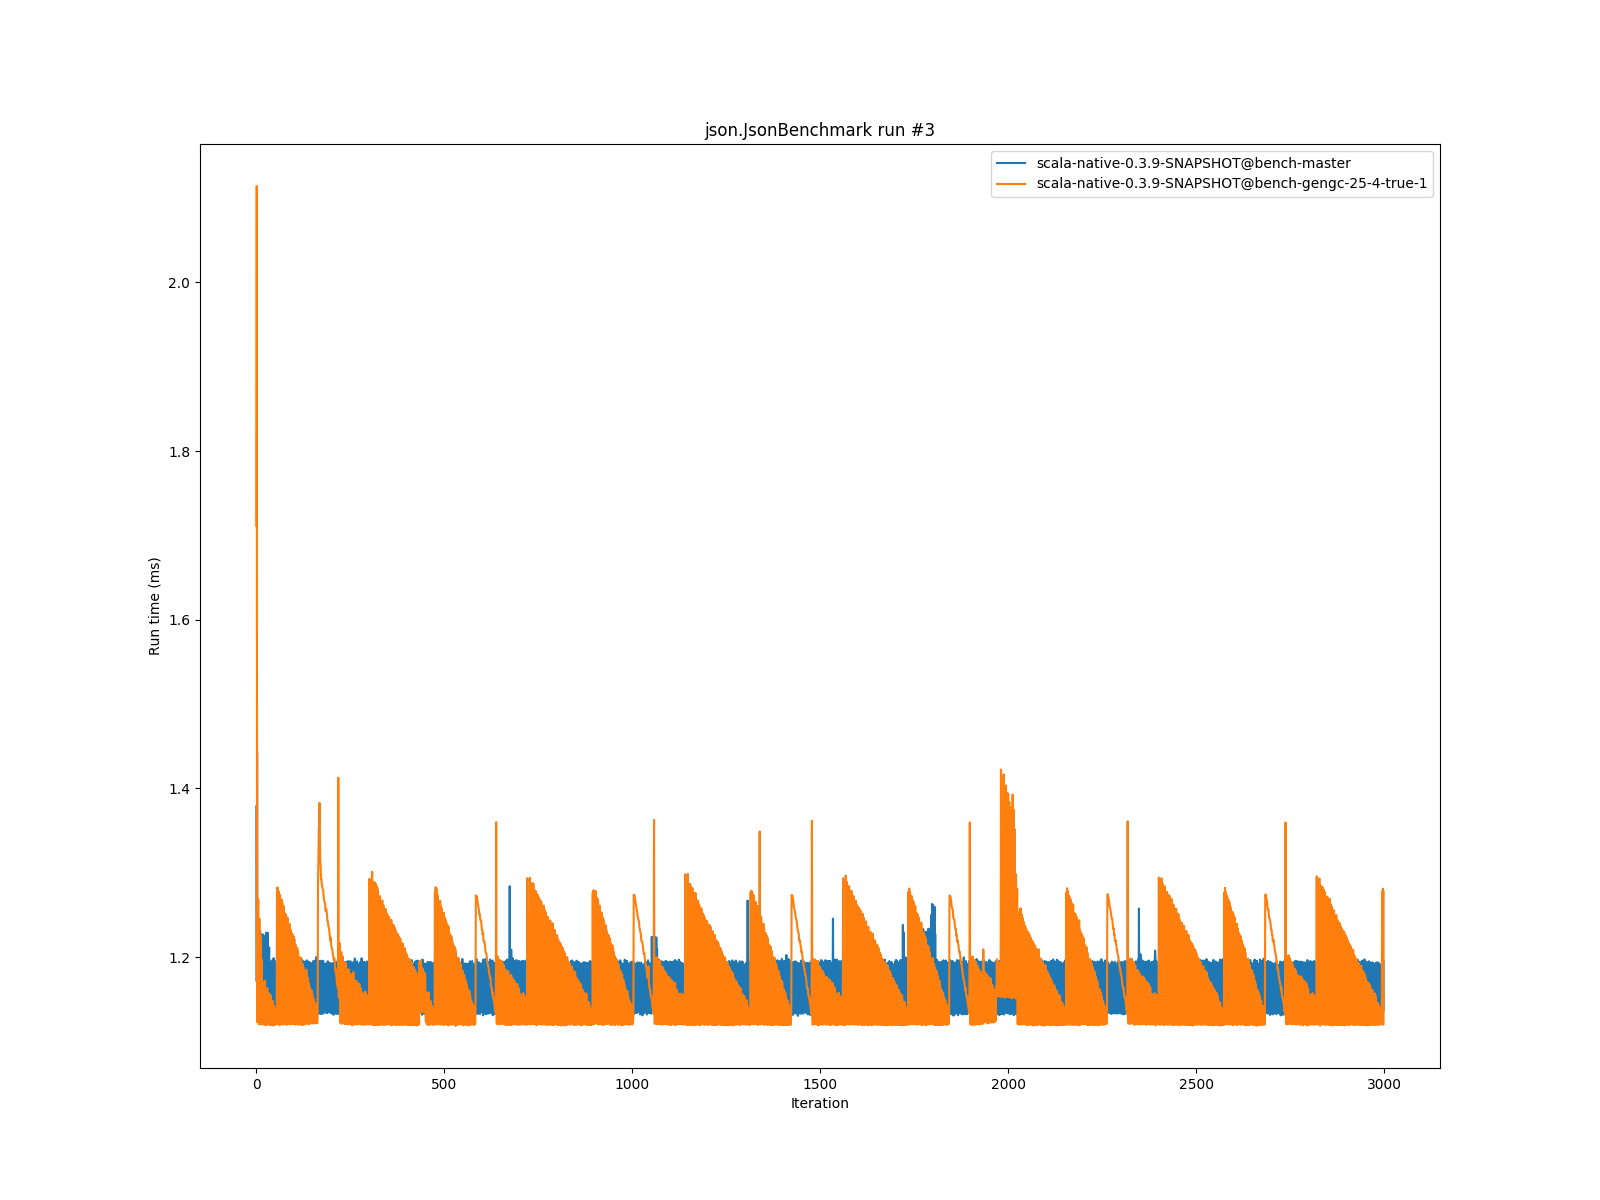 json.JsonBenchmark run #3
scala-native-0.3.9-SNAPSHOT@bench-master
scala-native-0.3.9-SNAPSHOT@bench-gengc-25-4-true-1
Run time (ms)
2.0
1.8
1.6
1.4
1.2
0 500 1000 1500 2000 2500 3000
Iteration